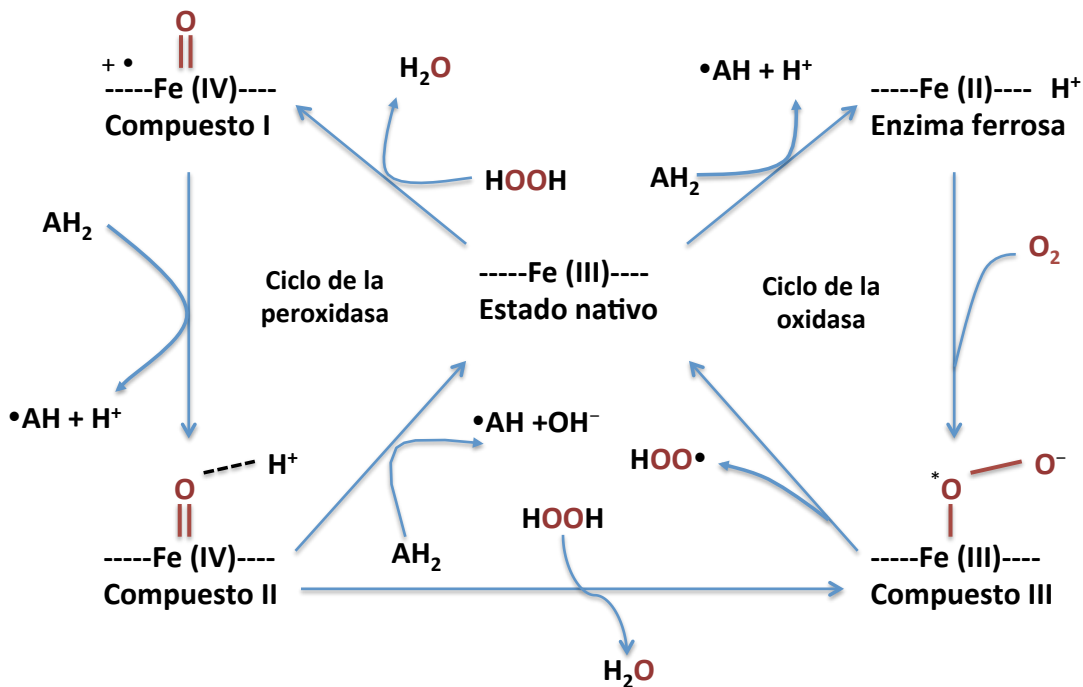 O
+ •
-----Fe (IV)----
Compuesto I
H₂O
HOOH
•AH + H⁺
AH₂
-----Fe (II)---- H⁺
Enzima ferrosa
AH₂
Ciclo de la
peroxidasa
-----Fe (III)----
Estado nativo
Ciclo de la
oxidasa
O₂
•AH + H⁺
•AH +OH⁻
HOO•
H⁺
O
-----Fe (IV)----
Compuesto II
AH₂
HOOH
H₂O
*O
O⁻
-----Fe (III)----
Compuesto III